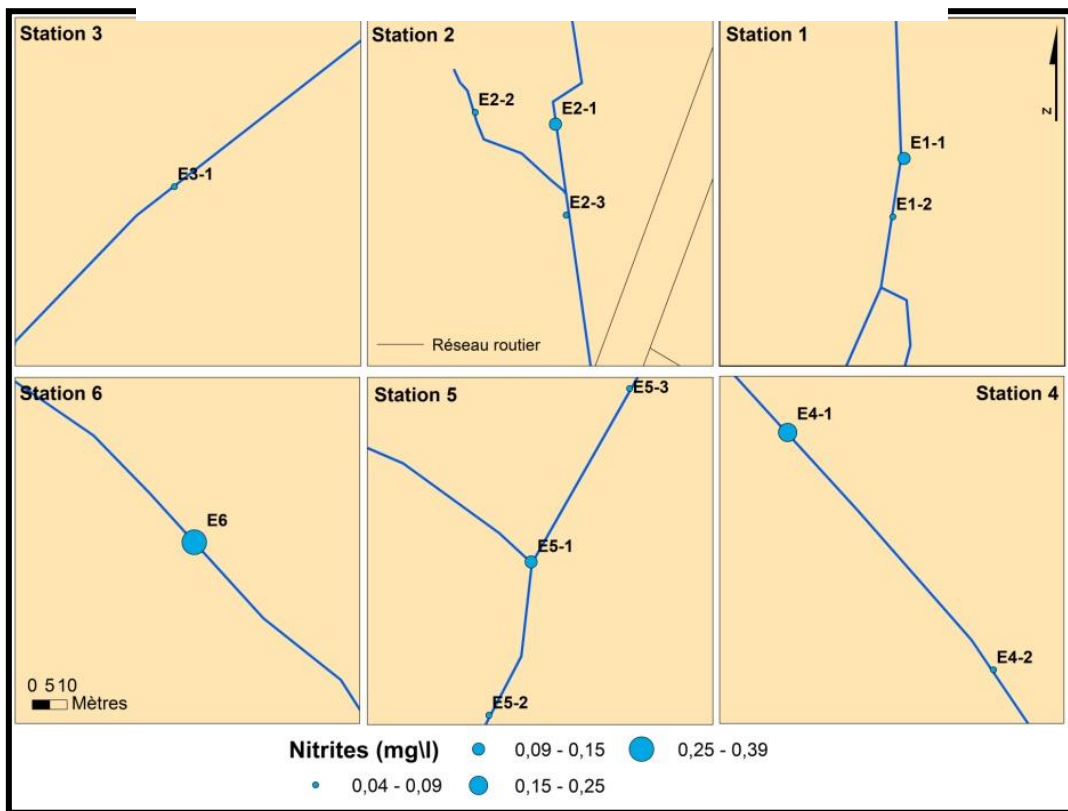 Station 3
E3-1
Station 2
E2-2
E2-1
E2-3
Réseau routier
Station 1
z
E1-1
E1-2
Station 6
E6
0 510
Mètres
Station 5
E5-3
E5-1
E5-2
Station 4
E4-1
E4-2
Nitrites (mg\l)
0,09 - 0,15
0,25 - 0,39
0,04 - 0,09
0,15 - 0,25